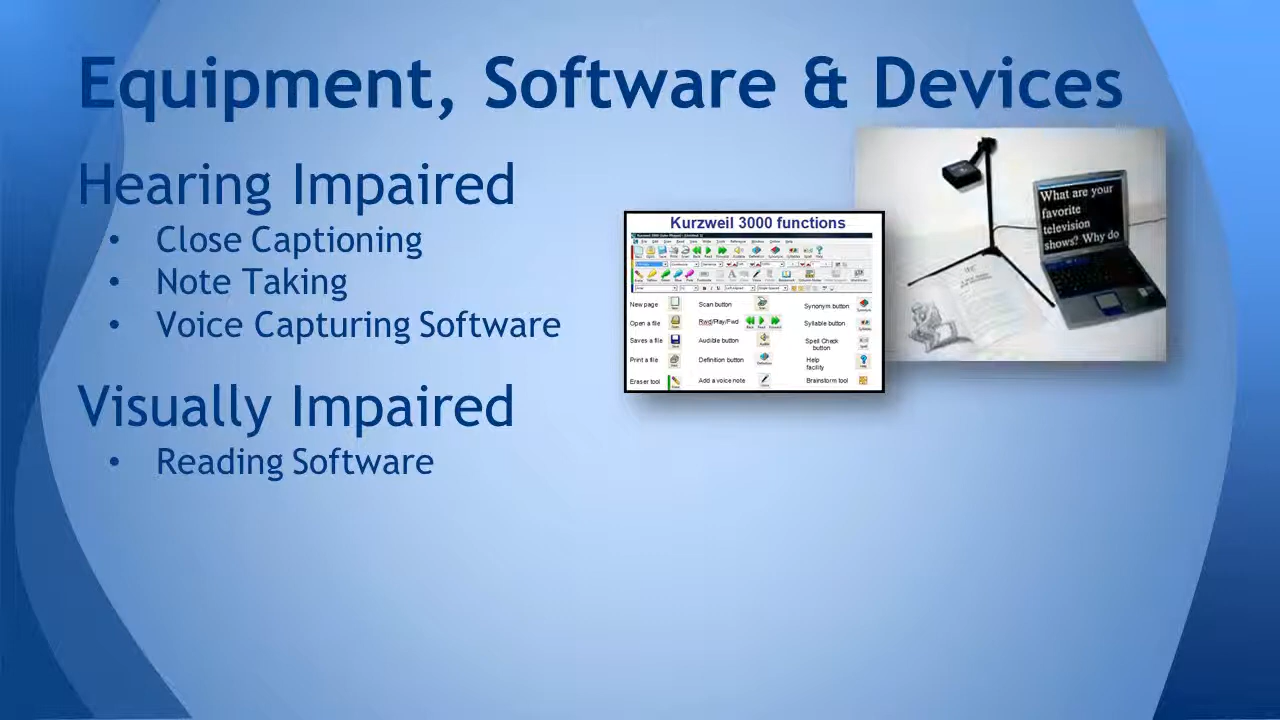 Equipment, Software & Devices
Hearing Impaired
• Close Captioning
• Note Taking
• Voice Capturing Software
Visually Impaired
• Reading Software
Kurzweil 3000 functions
New page Scan button Synonym button
Open a file Rwd/Play/Fwd Syllable button
Saves a file Audible button Spell Check
button
Print a file Definition button Help
facility
Eraser tool Add a voice note Brainstorm tool
What are your
favorite
television
shows? Why do